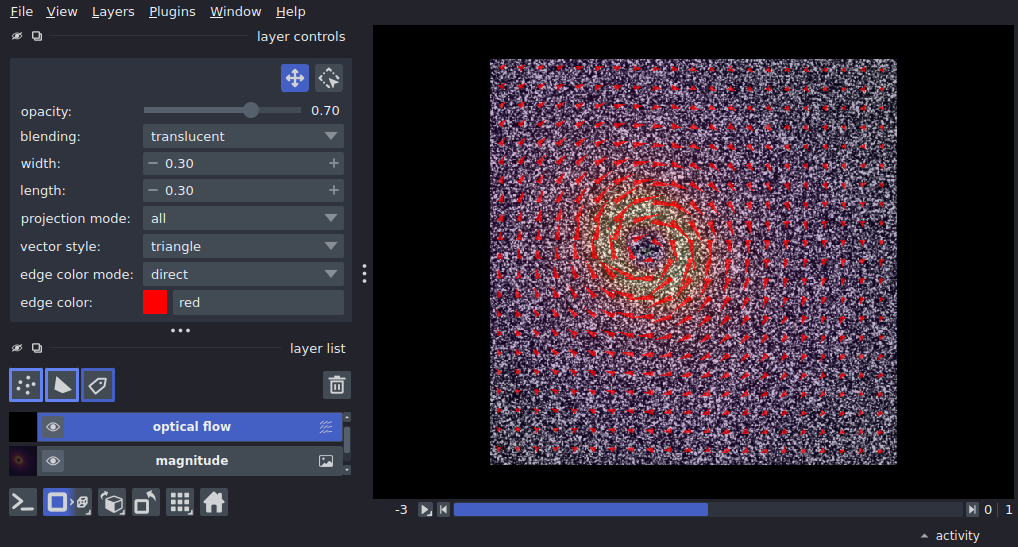 File View Layers Plugins Window Help
layer controls
opacity: 0.70
blending: translucent
width: − 0.30 +
length: − 0.30 +
projection mode: all
vector style: triangle
edge color mode: direct
edge color: red
layer list
optical flow
magnitude
-3 0 1
activity